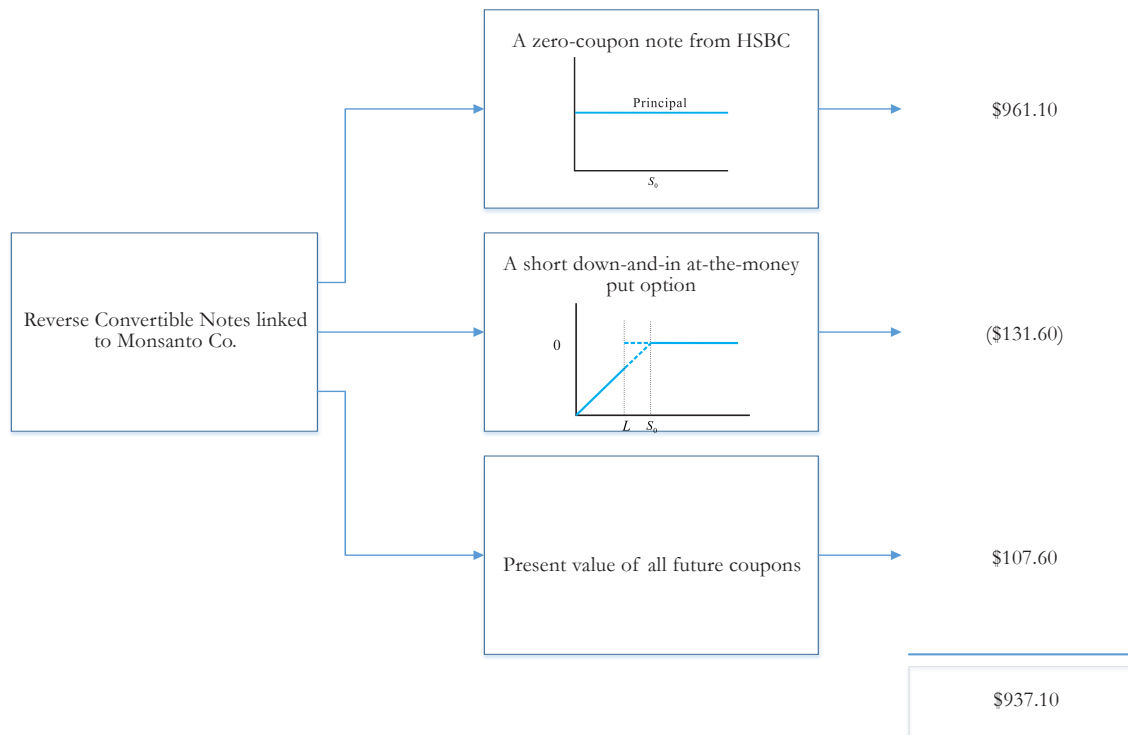 A zero-coupon note from HSBC
Principal
S₀
$961.10
Reverse Convertible Notes linked
to Monsanto Co.
A short down-and-in at-the-money
put option
0
L S₀
($131.60)
Present value of all future coupons
$107.60
$937.10